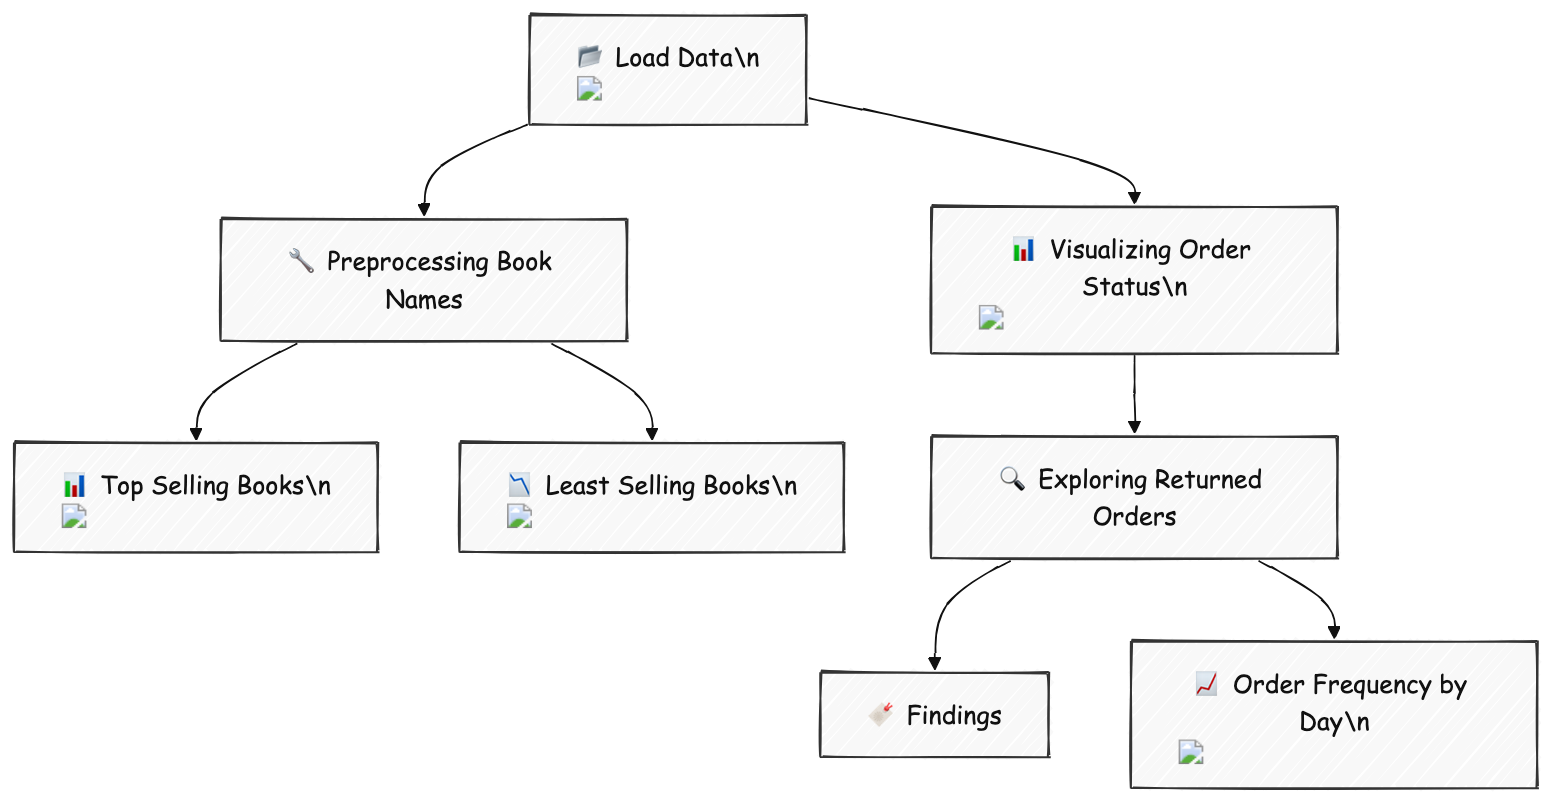 Load Data\n
Preprocessing Book
Names
Visualizing Order
Status\n
Top Selling Books\n
Least Selling Books\n
Exploring Returned
Orders
Findings
Order Frequency by
Day\n